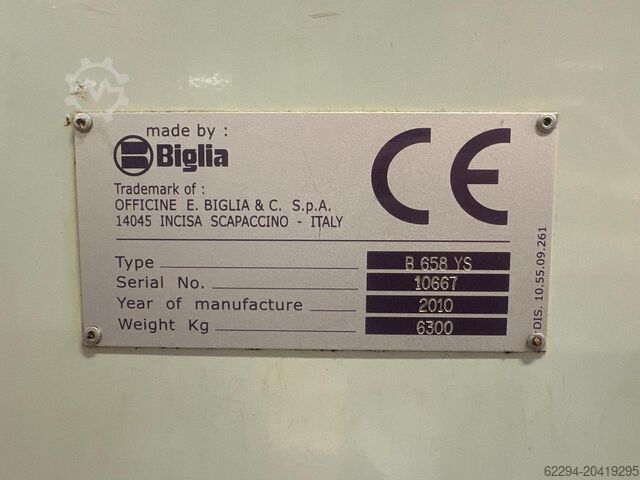 made by :
Biglia
CE
Trademark of :
OFFICINE E. BIGLIA & C. S.p.A.
14045 INCISA SCAPACCINO - ITALY
Type B 658 YS
Serial No. 10667
Year of manufacture 2010
Weight Kg 6300
DIS. 10.55.09.261
62294-20419295